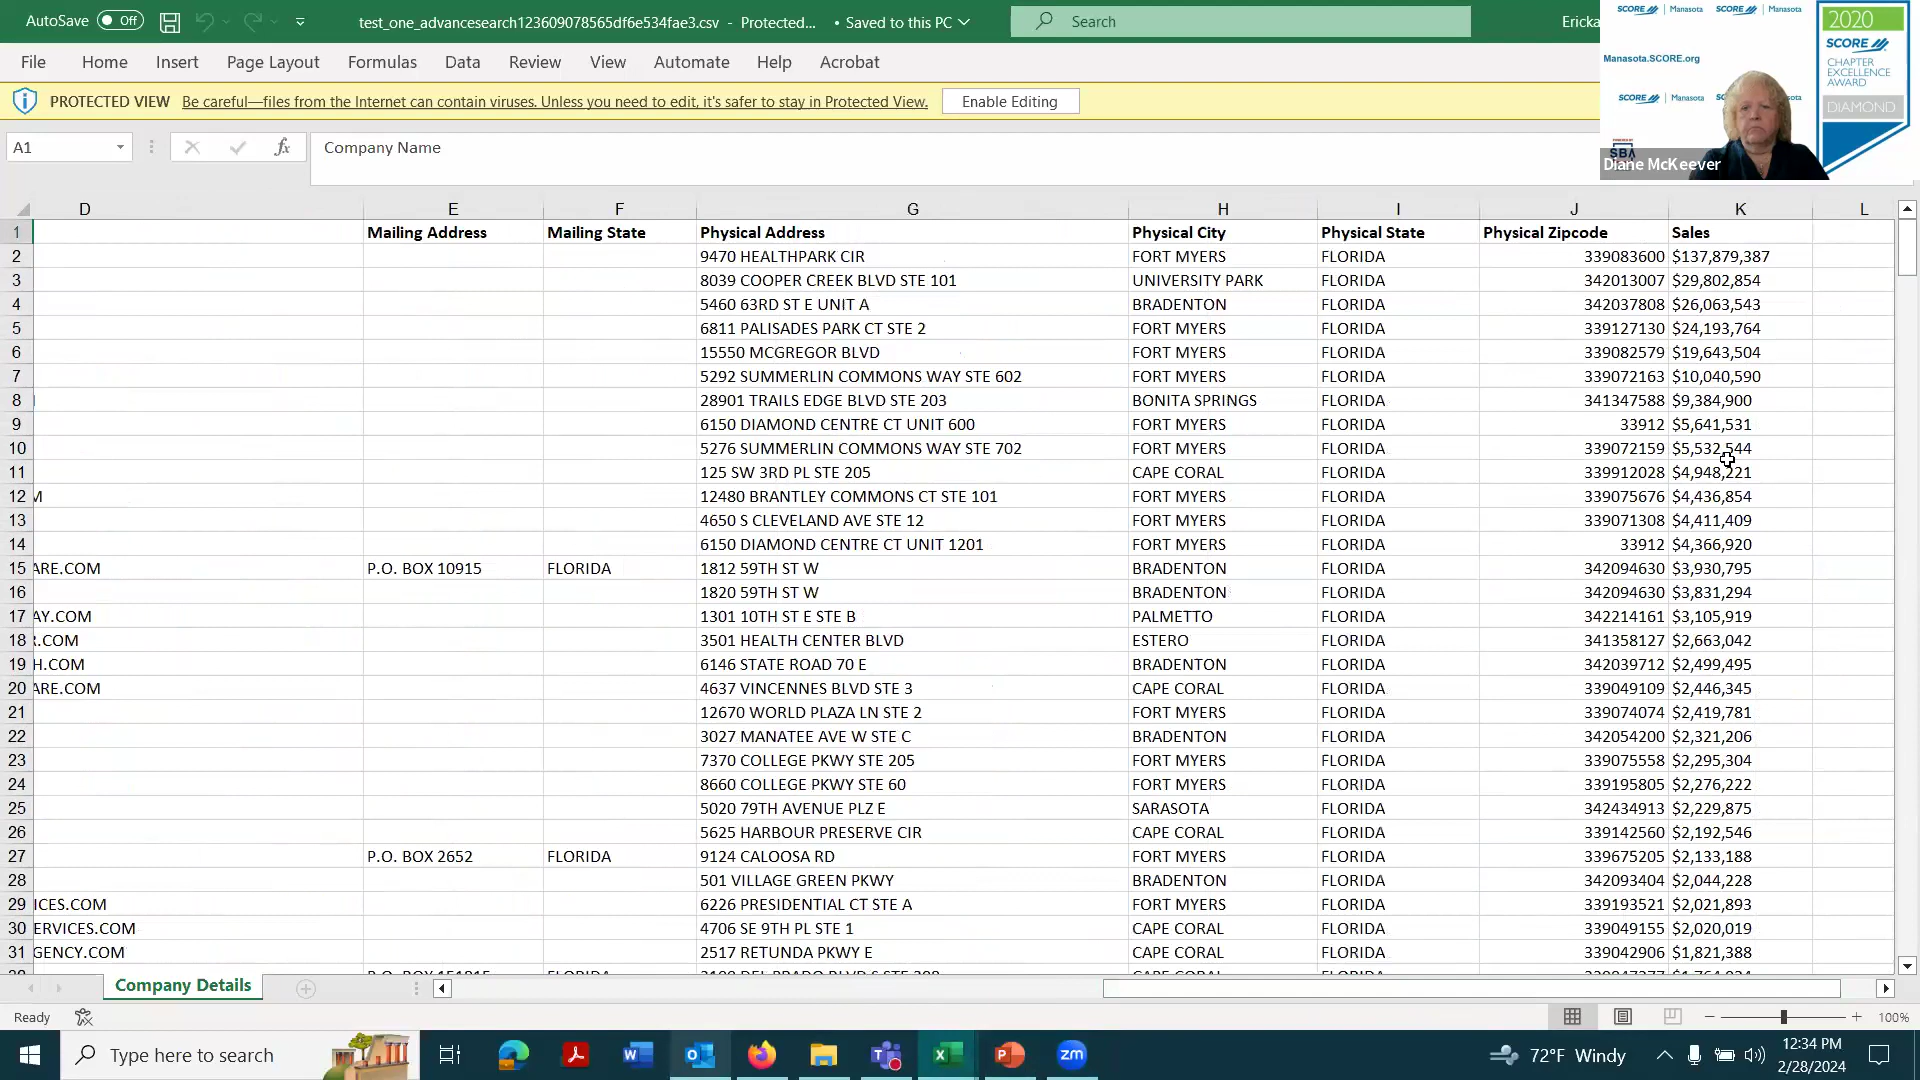 AutoSave Off test_one_advancesearch123609078565df6e534fae3.csv - Protected... • Saved to this PC Search Ericka
File Home Insert Page Layout Formulas Data Review View Automate Help Acrobat
PROTECTED VIEW Be careful—files from the Internet can contain viruses. Unless you need to edit, it's safer to stay in Protected View. Enable Editing
SCORE | Manasota SCORE | Manasota
Manasota.SCORE.org
SCORE | Manasota
SBA
Diane McKeever
2020
SCORE
CHAPTER
EXCELLENCE
AWARD
DIAMOND
A1 fx Company Name
D E F G H I J K L
1 Mailing Address Mailing State Physical Address Physical City Physical State Physical Zipcode Sales
2 9470 HEALTHPARK CIR FORT MYERS FLORIDA 339083600 $137,879,387
3 8039 COOPER CREEK BLVD STE 101 UNIVERSITY PARK FLORIDA 342013007 $29,802,854
4 5460 63RD ST E UNIT A BRADENTON FLORIDA 342037808 $26,063,543
5 6811 PALISADES PARK CT STE 2 FORT MYERS FLORIDA 339127130 $24,193,764
6 15550 MCGREGOR BLVD FORT MYERS FLORIDA 339082579 $19,643,504
7 5292 SUMMERLIN COMMONS WAY STE 602 FORT MYERS FLORIDA 339072163 $10,040,590
8 28901 TRAILS EDGE BLVD STE 203 BONITA SPRINGS FLORIDA 341347588 $9,384,900
9 6150 DIAMOND CENTRE CT UNIT 600 FORT MYERS FLORIDA 33912 $5,641,531
10 5276 SUMMERLIN COMMONS WAY STE 702 FORT MYERS FLORIDA 339072159 $5,532,544
11 125 SW 3RD PL STE 205 CAPE CORAL FLORIDA 339912028 $4,948,221
12 M 12480 BRANTLEY COMMONS CT STE 101 FORT MYERS FLORIDA 339075676 $4,436,854
13 4650 S CLEVELAND AVE STE 12 FORT MYERS FLORIDA 339071308 $4,411,409
14 6150 DIAMOND CENTRE CT UNIT 1201 FORT MYERS FLORIDA 33912 $4,366,920
15 ARE.COM P.O. BOX 10915 FLORIDA 1812 59TH ST W BRADENTON FLORIDA 342094630 $3,930,795
16 1820 59TH ST W BRADENTON FLORIDA 342094630 $3,831,294
17 AY.COM 1301 10TH ST E STE B PALMETTO FLORIDA 342214161 $3,105,919
18 R.COM 3501 HEALTH CENTER BLVD ESTERO FLORIDA 341358127 $2,663,042
19 H.COM 6146 STATE ROAD 70 E BRADENTON FLORIDA 342039712 $2,499,495
20 ARE.COM 4637 VINCENNES BLVD STE 3 CAPE CORAL FLORIDA 339049109 $2,446,345
21 12670 WORLD PLAZA LN STE 2 FORT MYERS FLORIDA 339074074 $2,419,781
22 3027 MANATEE AVE W STE C BRADENTON FLORIDA 342054200 $2,321,206
23 7370 COLLEGE PKWY STE 205 FORT MYERS FLORIDA 339075558 $2,295,304
24 8660 COLLEGE PKWY STE 60 FORT MYERS FLORIDA 339195805 $2,276,222
25 5020 79TH AVENUE PLZ E SARASOTA FLORIDA 342434913 $2,229,875
26 5625 HARBOUR PRESERVE CIR CAPE CORAL FLORIDA 339142560 $2,192,546
27 P.O. BOX 2652 FLORIDA 9124 CALOOSA RD FORT MYERS FLORIDA 339675205 $2,133,188
28 501 VILLAGE GREEN PKWY BRADENTON FLORIDA 342093404 $2,044,228
29 ICES.COM 6226 PRESIDENTIAL CT STE A FORT MYERS FLORIDA 339193521 $2,021,893
30 ERVICES.COM 4706 SE 9TH PL STE 1 CAPE CORAL FLORIDA 339049155 $2,020,019
31 GENCY.COM 2517 RETUNDA PKWY E CAPE CORAL FLORIDA 339042906 $1,821,388
Company Details
Ready 100%
Type here to search 72°F Windy 12:34 PM
2/28/2024